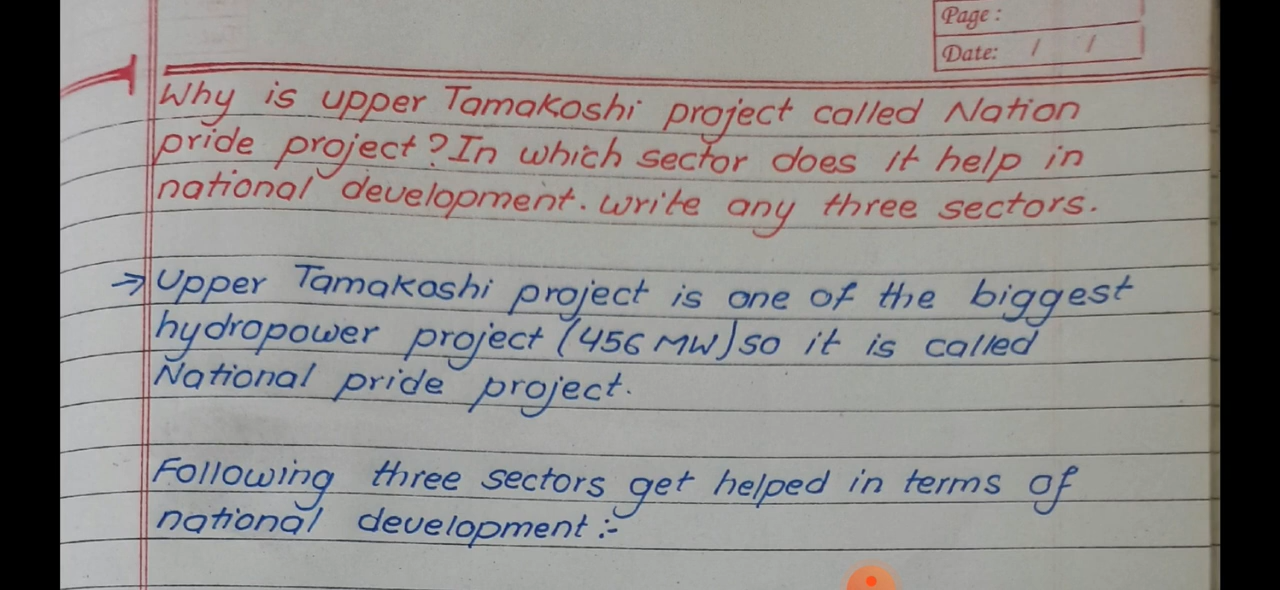 Page:
Date: / /
Why is upper Tamakoshi project called Nation
pride project? In which sector does it help in
national development. write any three sectors.
→ Upper Tamakoshi project is one of the biggest
hydropower project (456 MW) so it is called
National pride project.
Following three sectors get helped in terms of
national development :-